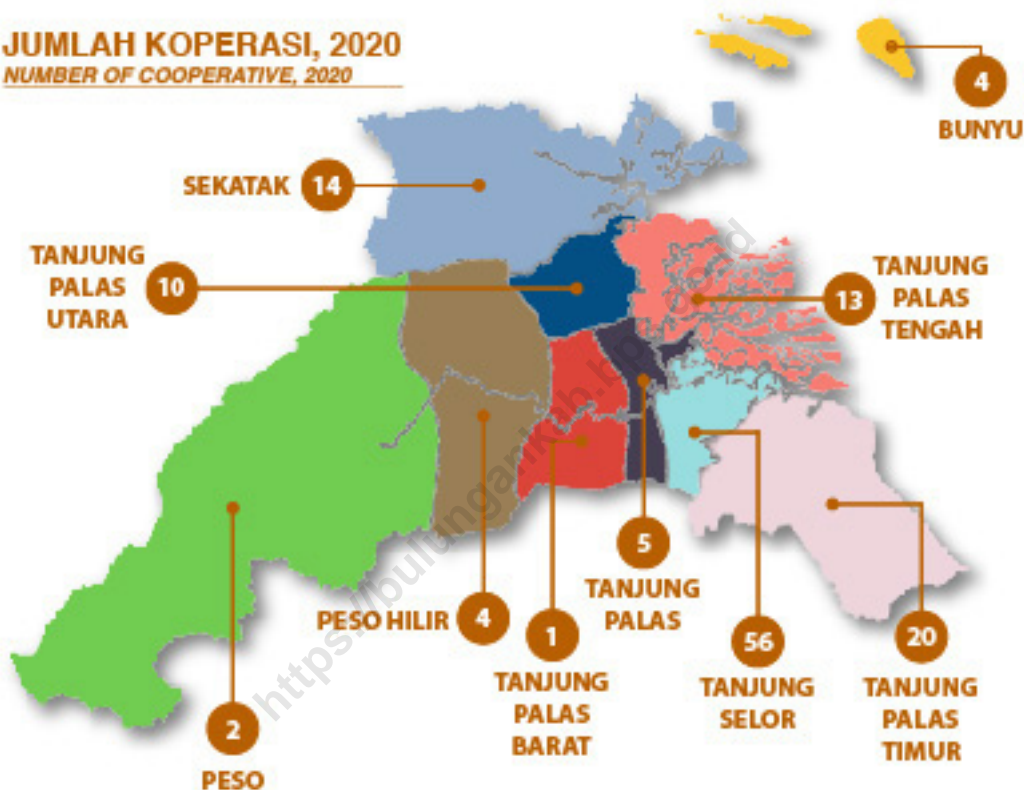 JUMLAH KOPERASI, 2020
NUMBER OF COOPERATIVE, 2020
4
BUNYU
SEKATAK 14
TANJUNG
PALAS
UTARA
10
13
TANJUNG
PALAS
TENGAH
5
TANJUNG
PALAS
PESO HILIR 4
1
TANJUNG
PALAS
BARAT
56
TANJUNG
SELOR
20
TANJUNG
PALAS
TIMUR
2
PESO